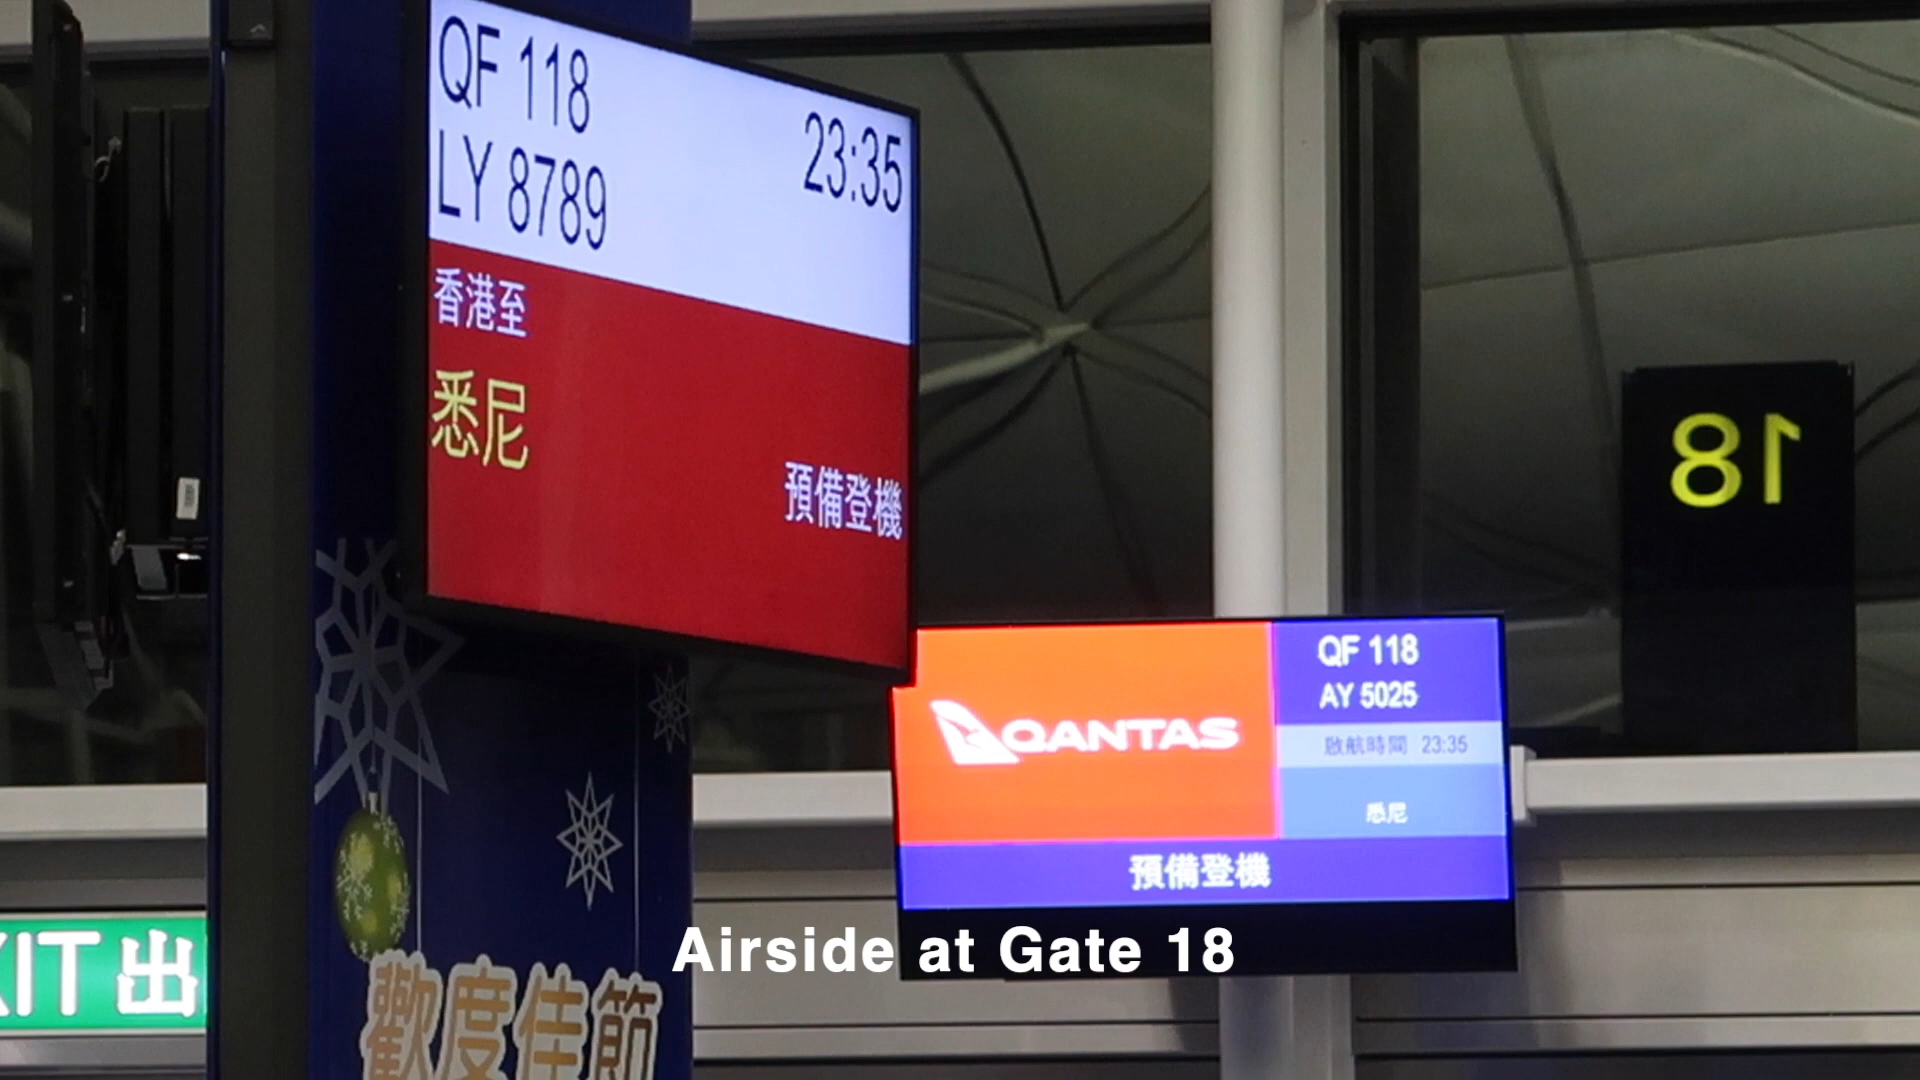 QF 118
LY 8789
23:35
香港至
悉尼
預備登機
18
QANTAS
QF 118
AY 5025
啟航時間 23:35
悉尼
預備登機
EXIT 出
Airside at Gate 18
歡度佳節